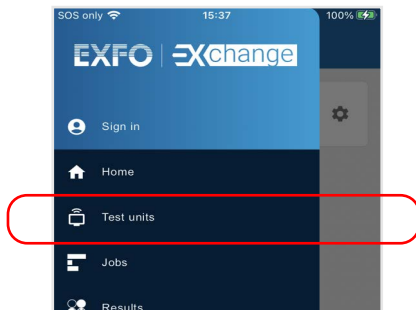 SOS only 15:37 100%
EXFO EXchange
Sign in
Home
Test units
Jobs
Results